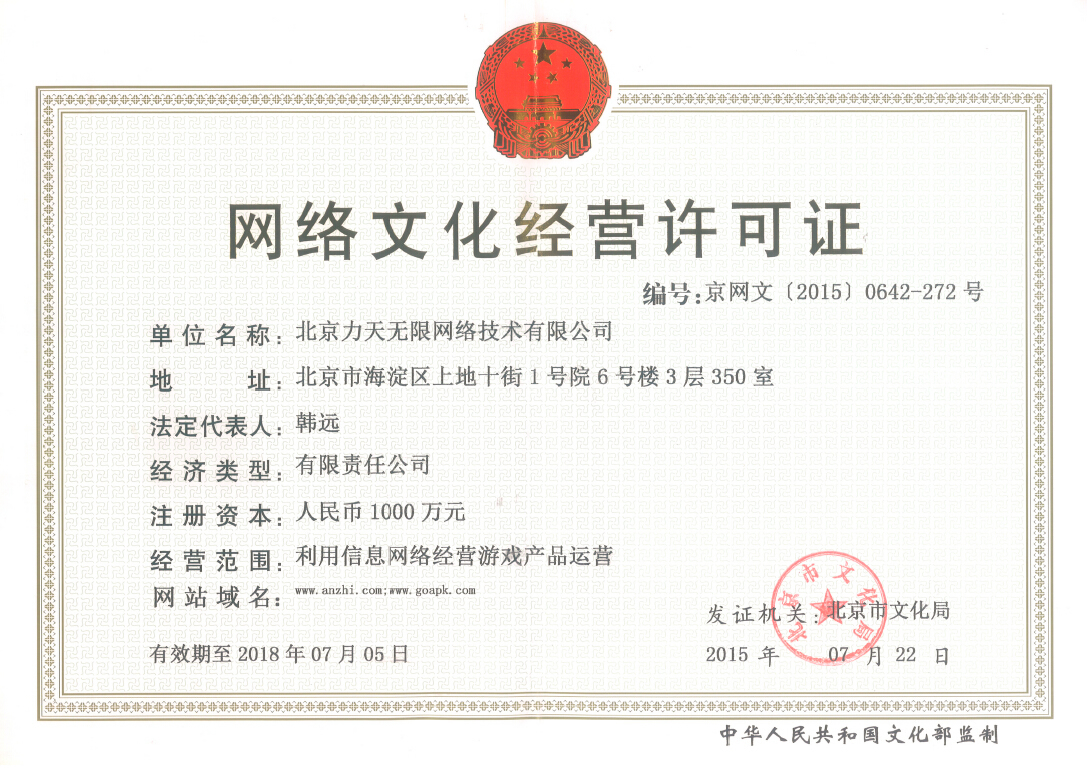 网络文化经营许可证
编号：京网文〔2015〕0642-272 号
单位名称：北京力天无限网络技术有限公司
地址：北京市海淀区上地十街 1 号院 6 号楼 3 层 350 室
法定代表人：韩远
经济类型：有限责任公司
注册资本：人民币 1000 万元
经营范围：利用信息网络经营游戏产品运营
网站域名：www.anzhi.com;www.goapk.com
北京市文化局
发证机关：北京市文化局
有效期至 2018 年 07 月 05 日
2015 年 07 月 22 日
中华人民共和国文化部监制